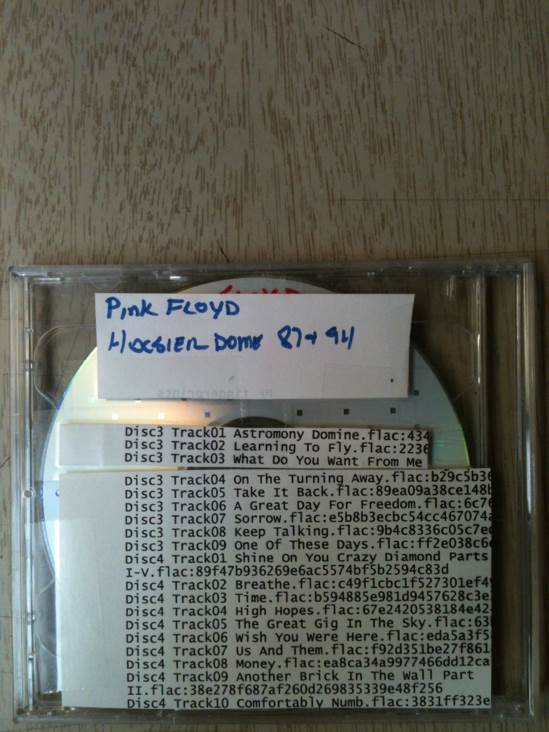 Pink FLOYD
HOOSIER DOME 87 + 94
Disc3 Track01 Astromony Domine.flac:434
Disc3 Track02 Learning To Fly.flac:2236
Disc3 Track03 What Do You Want From Me
Disc3 Track04 On The Turning Away.flac:b29c5b36
Disc3 Track05 Take It Back.flac:89ea09a38ce148b
Disc3 Track06 A Great Day For Freedom.flac:6c76
Disc3 Track07 Sorrow.flac:e5b8b3ecbc54cc467074a
Disc3 Track08 Keep Talking.flac:9b4c8336c05c7ed
Disc3 Track09 One Of These Days.flac:ff2e038c6e
Disc4 Track01 Shine On You Crazy Diamond Parts
I-V.flac:89f47b936269e6ac5574bf5b2594c83d
Disc4 Track02 Breathe.flac:c49f1cbc1f527301ef49
Disc4 Track03 Time.flac:b594885e981d9457628c3e
Disc4 Track04 High Hopes.flac:67e2420538184e42
Disc4 Track05 The Great Gig In The Sky.flac:63
Disc4 Track06 Wish You Were Here.flac:eda5a3f5
Disc4 Track07 Us And Them.flac:f92d351be27f861
Disc4 Track08 Money.flac:ea8ca34a9977466dd12ca
Disc4 Track09 Another Brick In The Wall Part
II.flac:38e278f687af260d269835339e48f256
Disc4 Track10 Comfortably Numb.flac:3831ff323e